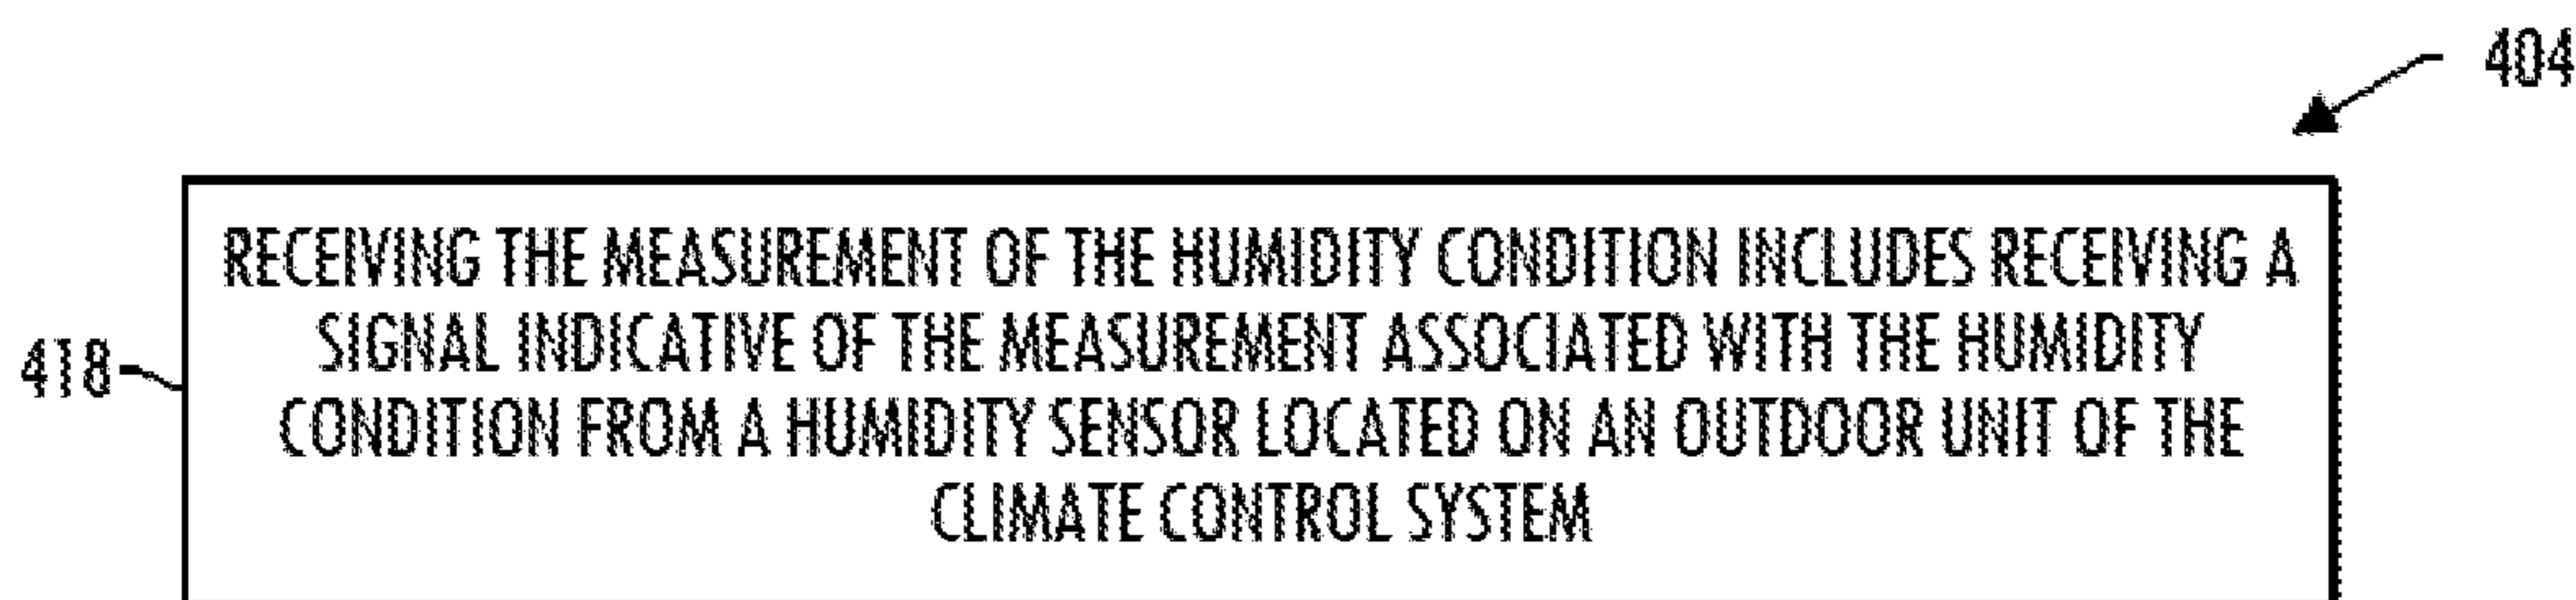 404
RECEIVING THE MEASUREMENT OF THE HUMIDITY CONDITION INCLUDES RECEIVING A
SIGNAL INDICATIVE OF THE MEASUREMENT ASSOCIATED WITH THE HUMIDITY
418
CONDITION FROM A HUMIDITY SENSOR LOCATED ON AN OUTDOOR UNIT OF THE
CLIMATE CONTROL SYSTEM